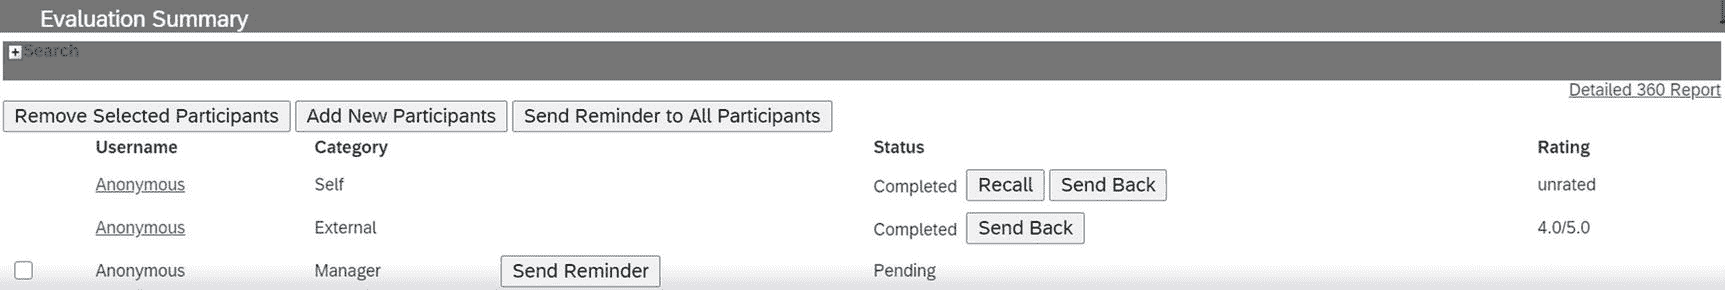 Evaluation Summary
Search
Detailed 360 Report
Remove Selected Participants Add New Participants Send Reminder to All Participants
Username Category Status Rating
Anonymous Self Completed Recall Send Back unrated
Anonymous External Completed Send Back 4.0/5.0
Anonymous Manager Send Reminder Pending